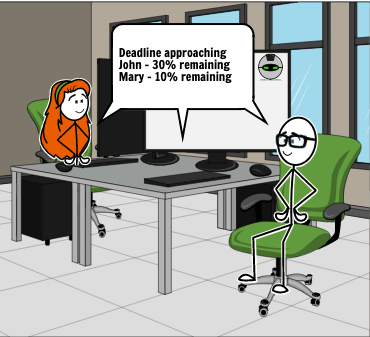 Deadline approaching
John - 30% remaining
Mary - 10% remaining